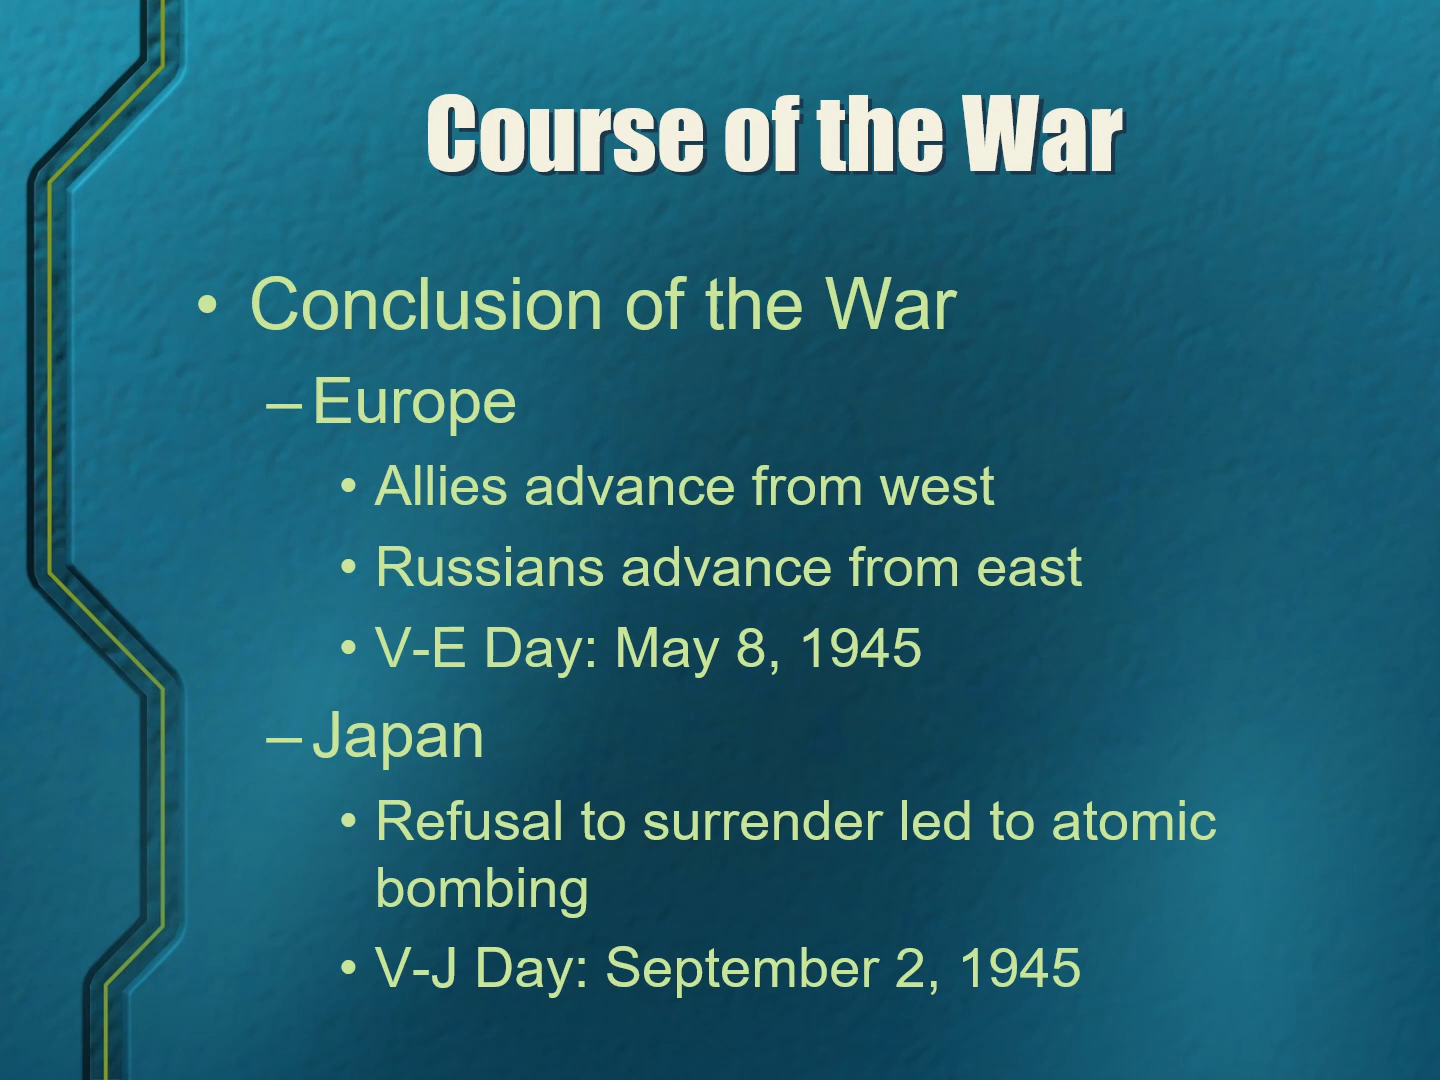 Course of the War
• Conclusion of the War
– Europe
• Allies advance from west
• Russians advance from east
• V-E Day: May 8, 1945
– Japan
• Refusal to surrender led to atomic
bombing
• V-J Day: September 2, 1945